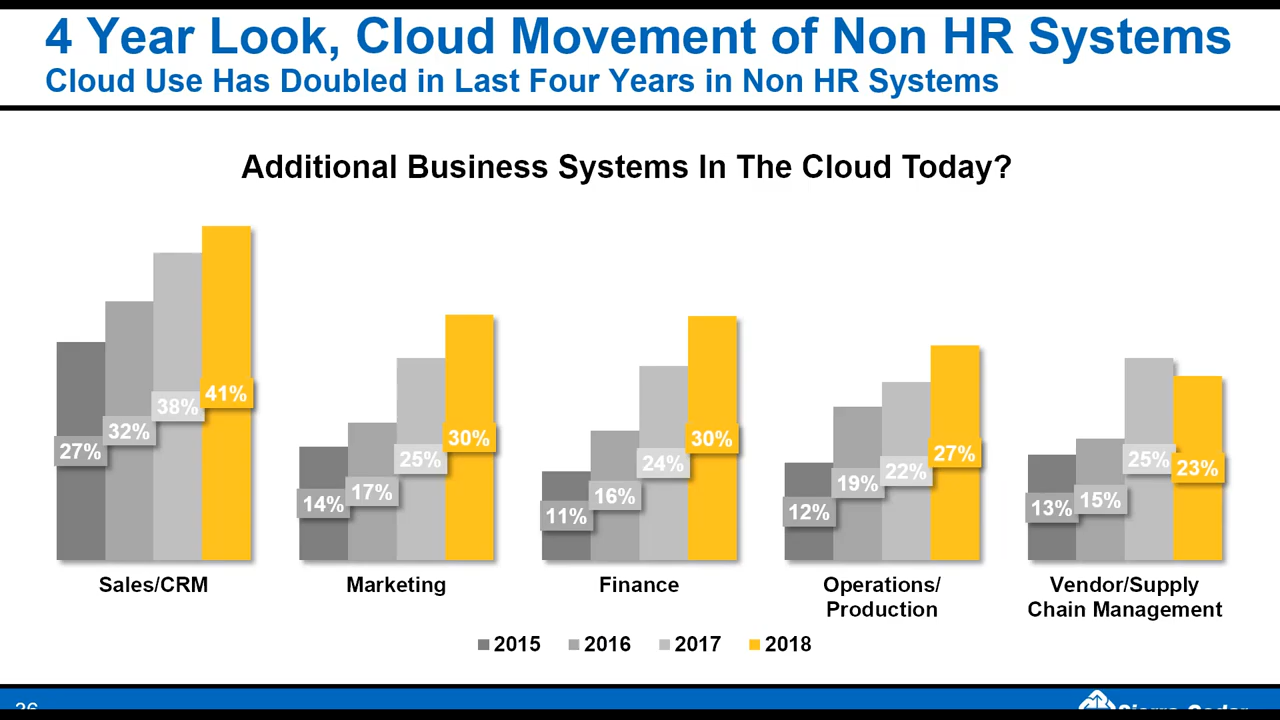 4 Year Look, Cloud Movement of Non HR Systems
Cloud Use Has Doubled in Last Four Years in Non HR Systems
Additional Business Systems In The Cloud Today?
27%
32%
38%
41%
14%
17%
25%
30%
11%
16%
24%
30%
12%
19%
22%
27%
13%
15%
25%
23%
Sales/CRM
Marketing
Finance
Operations/
Production
Vendor/Supply
Chain Management
2015
2016
2017
2018